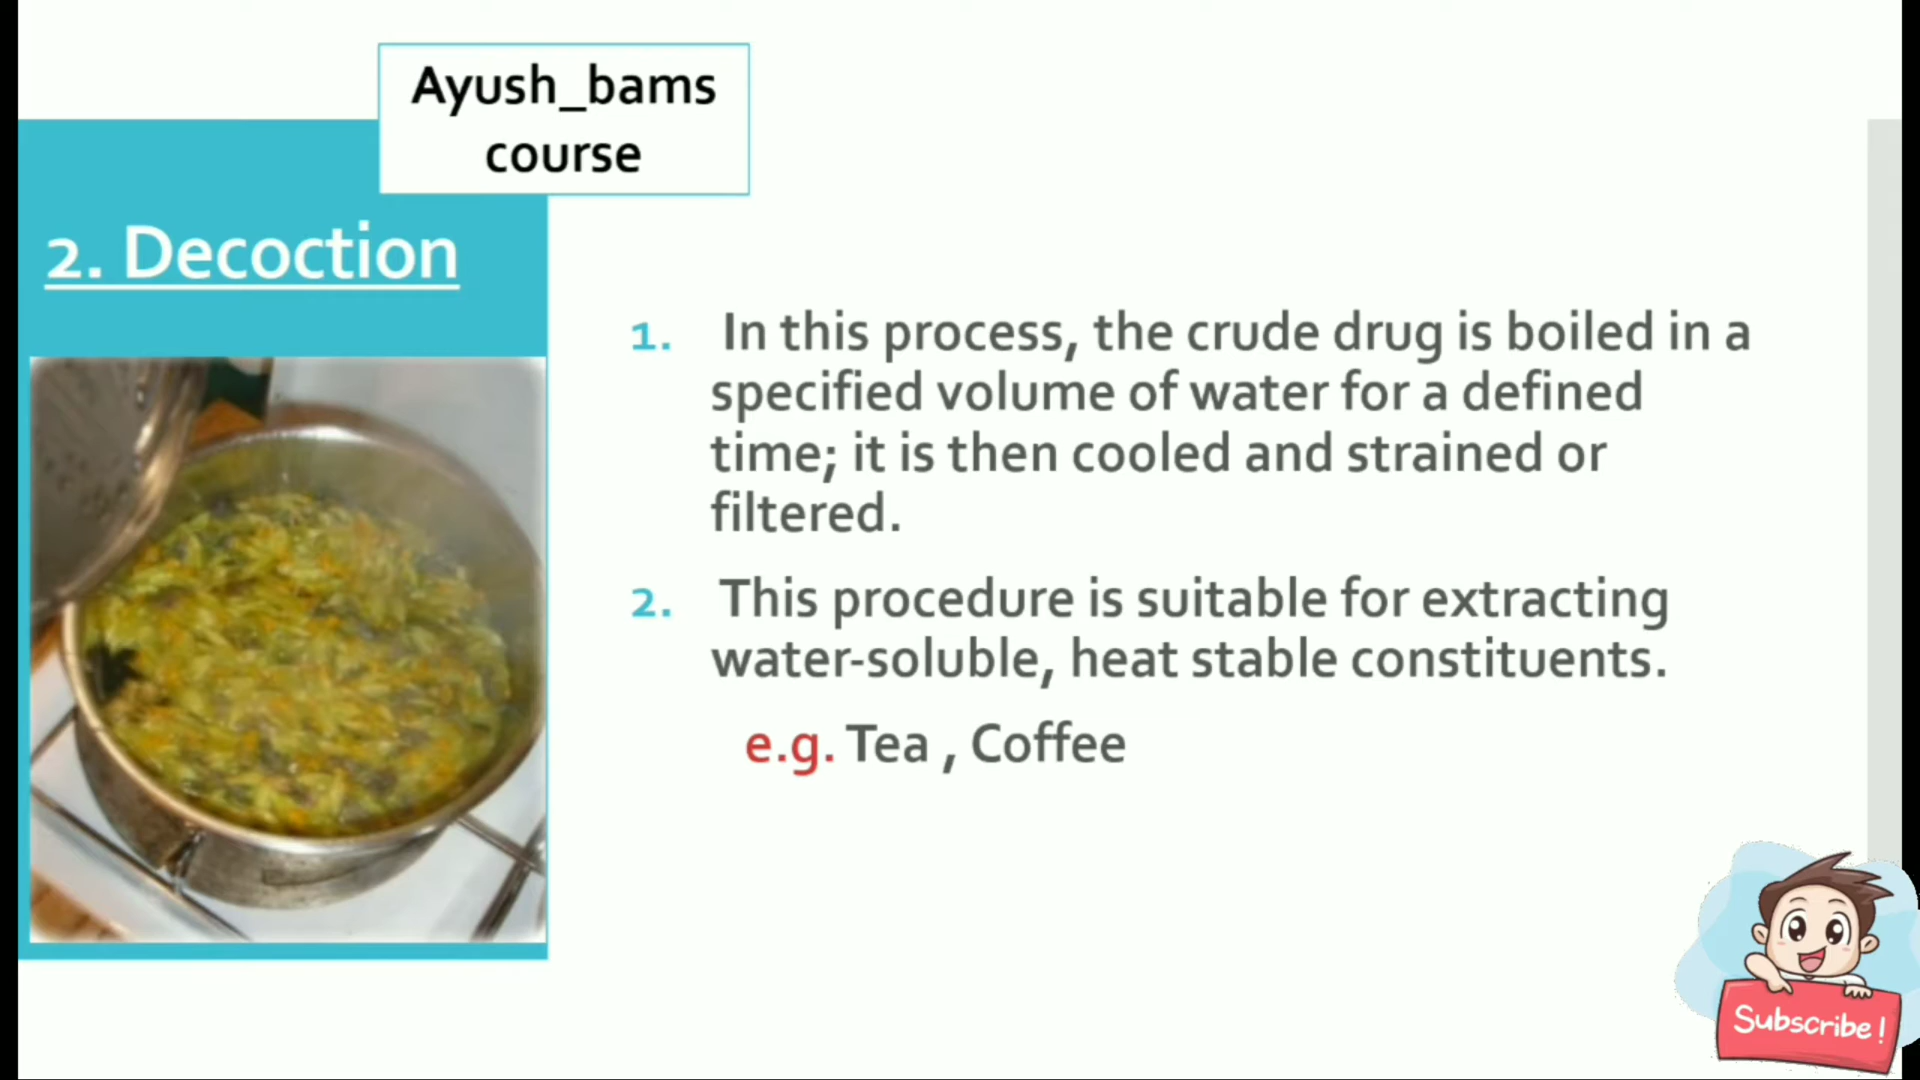 Ayush_bams
course
2. Decoction
1. In this process, the crude drug is boiled in a
specified volume of water for a defined
time; it is then cooled and strained or
filtered.
2. This procedure is suitable for extracting
water-soluble, heat stable constituents.
e.g. Tea , Coffee
Subscribe!